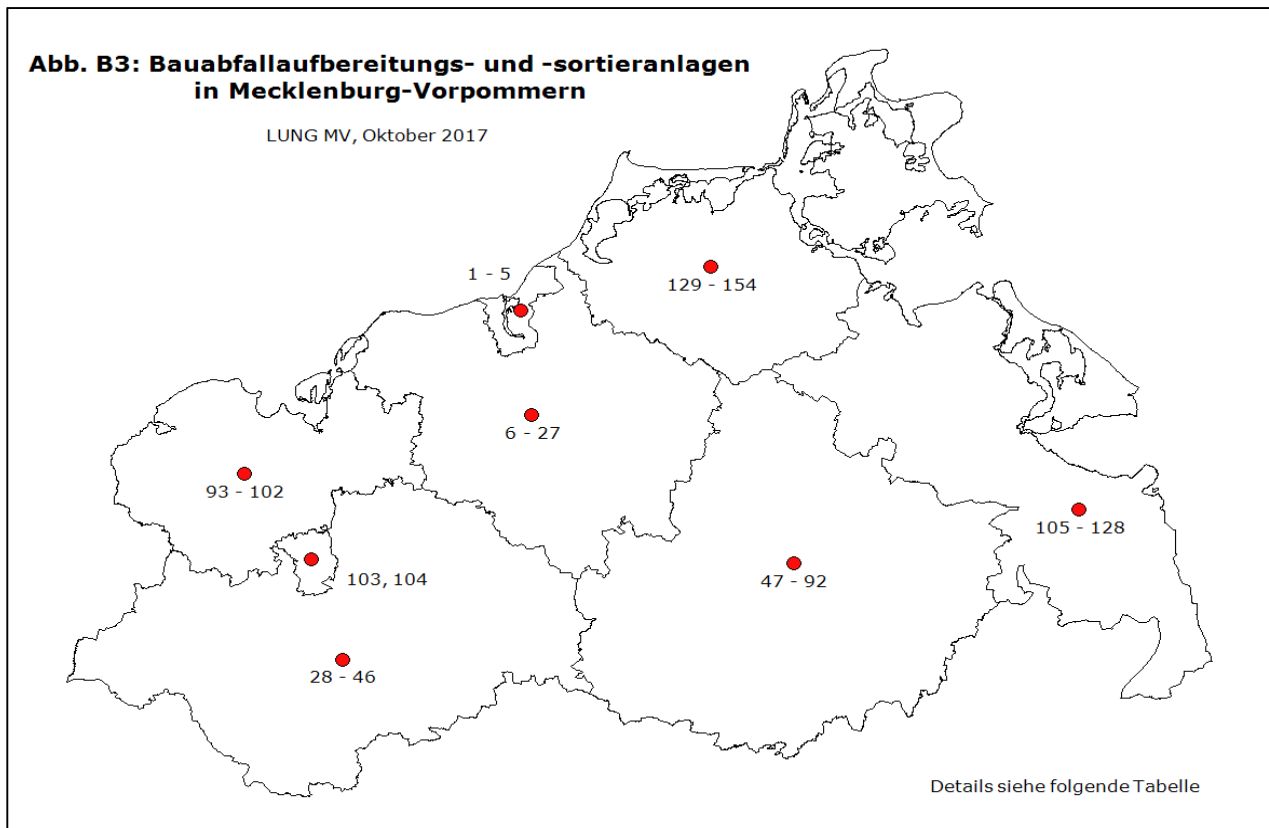 Abb. B3: Bauabfallaufbereitungs- und -sortieranlagen
in Mecklenburg-Vorpommern
LUNG MV, Oktober 2017
1 - 5
129 - 154
6 - 27
93 - 102
105 - 128
103, 104
47 - 92
28 - 46
Details siehe folgende Tabelle